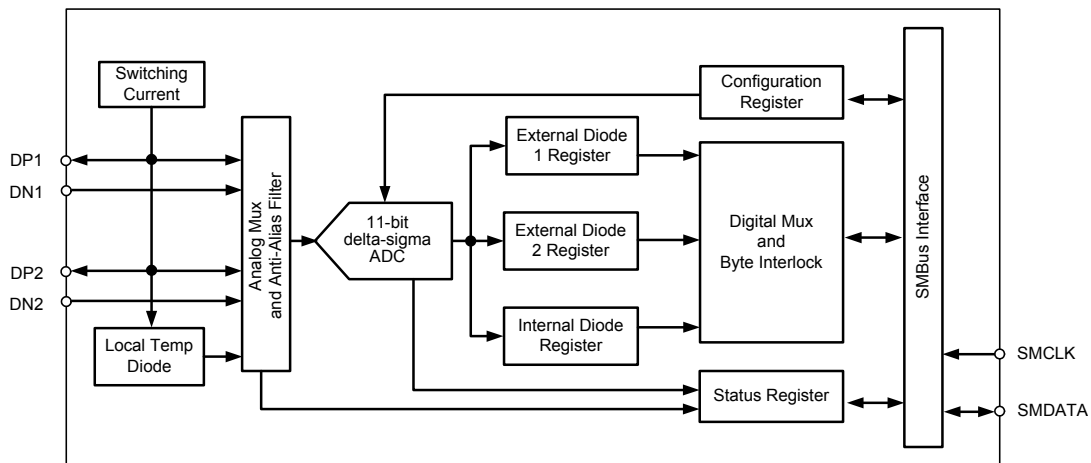 Switching
Current
DP1
DN1
DP2
DN2
Local Temp
Diode
Analog Mux
and Anti-Alias Filter
11-bit
delta-sigma
ADC
External Diode
1 Register
External Diode
2 Register
Internal Diode
Register
Configuration
Register
Digital Mux
and
Byte Interlock
Status Register
SMBus Interface
SMCLK
SMDATA